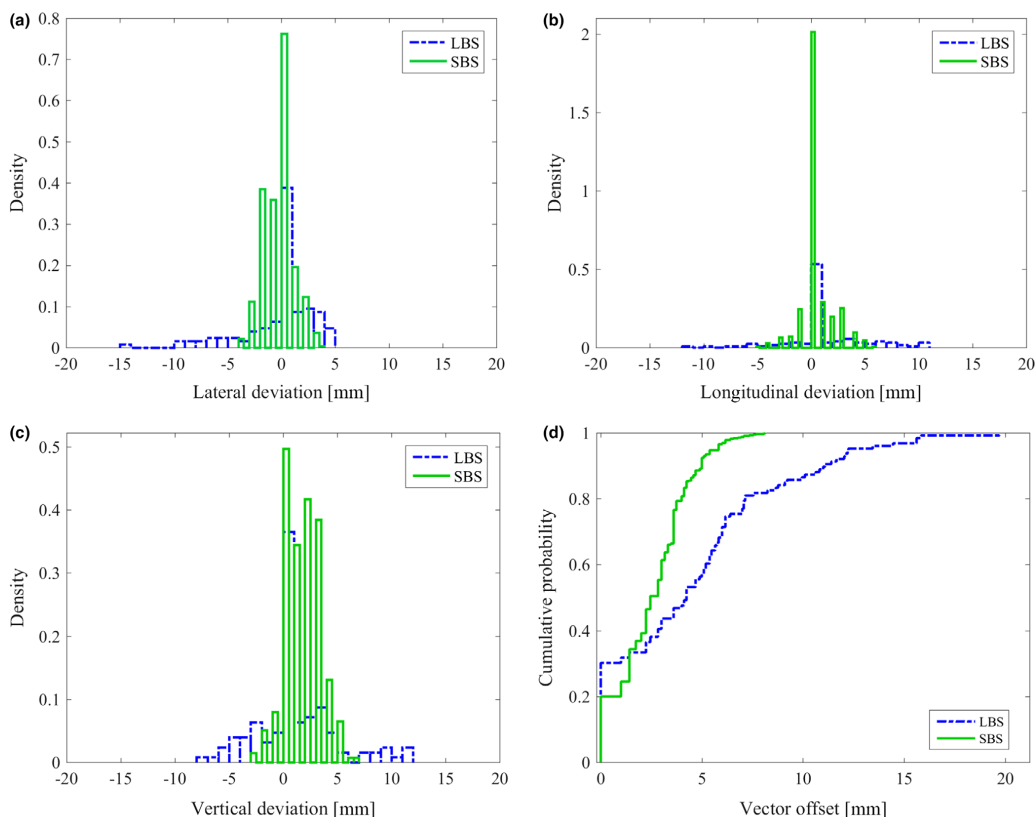 (a)
0.8
0.7
0.6
0.5
0.4
0.3
0.2
0.1
0
Density
LBS
SBS
-20 -15 -10 -5 0 5 10 15 20
Lateral deviation [mm]
(b)
2
1.5
1
0.5
0
Density
LBS
SBS
-20 -15 -10 -5 0 5 10 15 20
Longitudinal deviation [mm]
(c)
0.5
0.4
0.3
0.2
0.1
0
Density
LBS
SBS
-20 -15 -10 -5 0 5 10 15 20
Vertical deviation [mm]
(d)
1
0.8
0.6
0.4
0.2
0
Cumulative probability
LBS
SBS
0 5 10 15 20
Vector offset [mm]